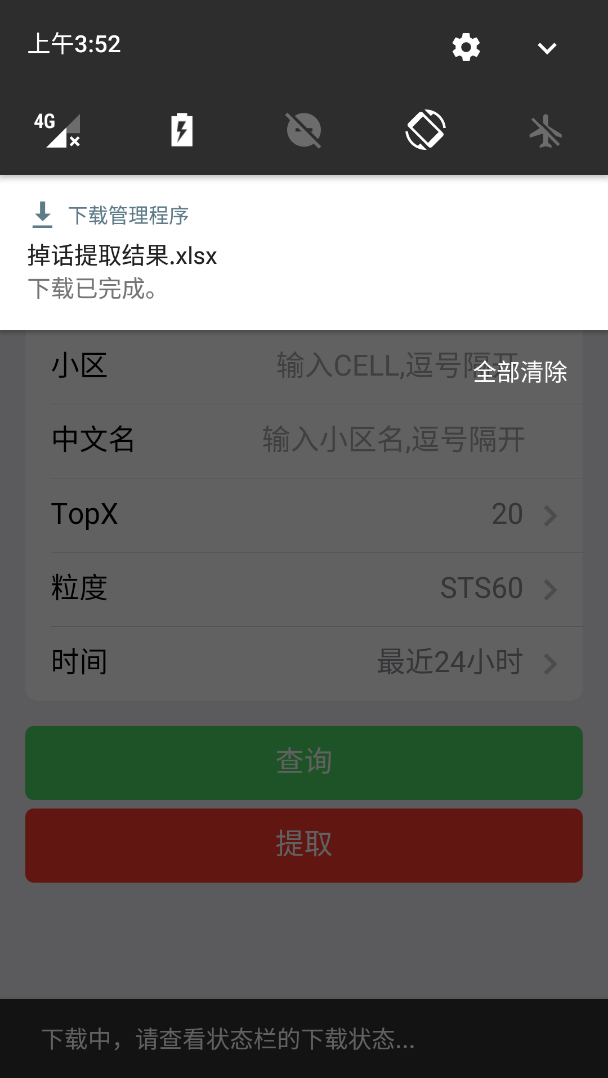 上午3:52
4G
下载管理程序
掉话提取结果.xlsx
下载已完成。
小区 输入CELL,逗号隔开
全部清除
中文名 输入小区名,逗号隔开
TopX 20
粒度 STS60
时间 最近24小时
查询
提取
下载中，请查看状态栏的下载状态...